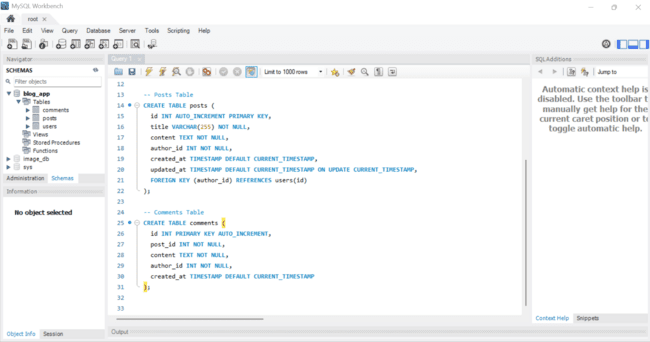 MySQL Workbench
root ×
File Edit View Query Database Server Tools Scripting Help
Navigator
SCHEMAS
Filter objects
blog_app
Tables
comments
posts
users
Views
Stored Procedures
Functions
image_db
sys
Administration Schemas
Information
No object selected
Object Info Session
Query 1
Limit to 1000 rows
12
13 -- Posts Table
14 CREATE TABLE posts (
15 id INT AUTO_INCREMENT PRIMARY KEY,
16 title VARCHAR(255) NOT NULL,
17 content TEXT NOT NULL,
18 author_id INT NOT NULL,
19 created_at TIMESTAMP DEFAULT CURRENT_TIMESTAMP,
20 updated_at TIMESTAMP DEFAULT CURRENT_TIMESTAMP ON UPDATE CURRENT_TIMESTAMP,
21 FOREIGN KEY (author_id) REFERENCES users(id)
22 );
23
24 -- Comments Table
25 CREATE TABLE comments (
26 id INT PRIMARY KEY AUTO_INCREMENT,
27 post_id INT NOT NULL,
28 content TEXT NOT NULL,
29 author_id INT NOT NULL,
30 created_at TIMESTAMP DEFAULT CURRENT_TIMESTAMP
31 );
32
33
Output
SQLAdditions
Jump to
Automatic context help is
disabled. Use the toolbar t
manually get help for the
current caret position or t
toggle automatic help.
Context Help Snippets